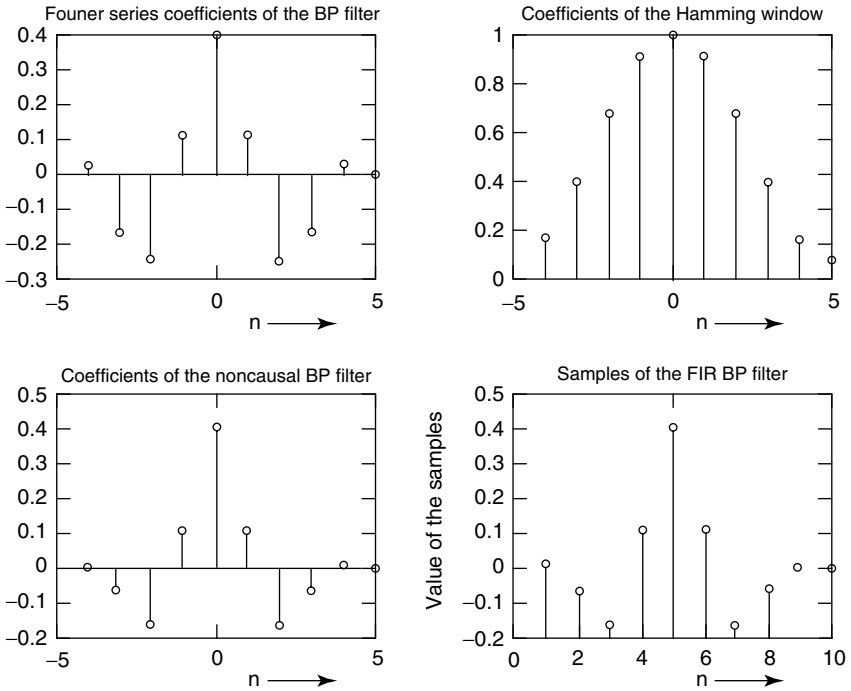 Founer series coefficients of the BP filter
0.4
0.3
0.2
0.1
0
−0.1
−0.2
−0.3
−5 0 5
n
Coefficients of the Hamming window
1
0.8
0.6
0.4
0.2
0
−5 0 5
n
Coefficients of the noncausal BP filter
0.5
0.4
0.3
0.2
0.1
0
−0.1
−0.2
−5 0 5
n
Samples of the FIR BP filter
Value of the samples
0.5
0.4
0.3
0.2
0.1
0
−0.1
−0.2
0 2 4 6 8 10
n